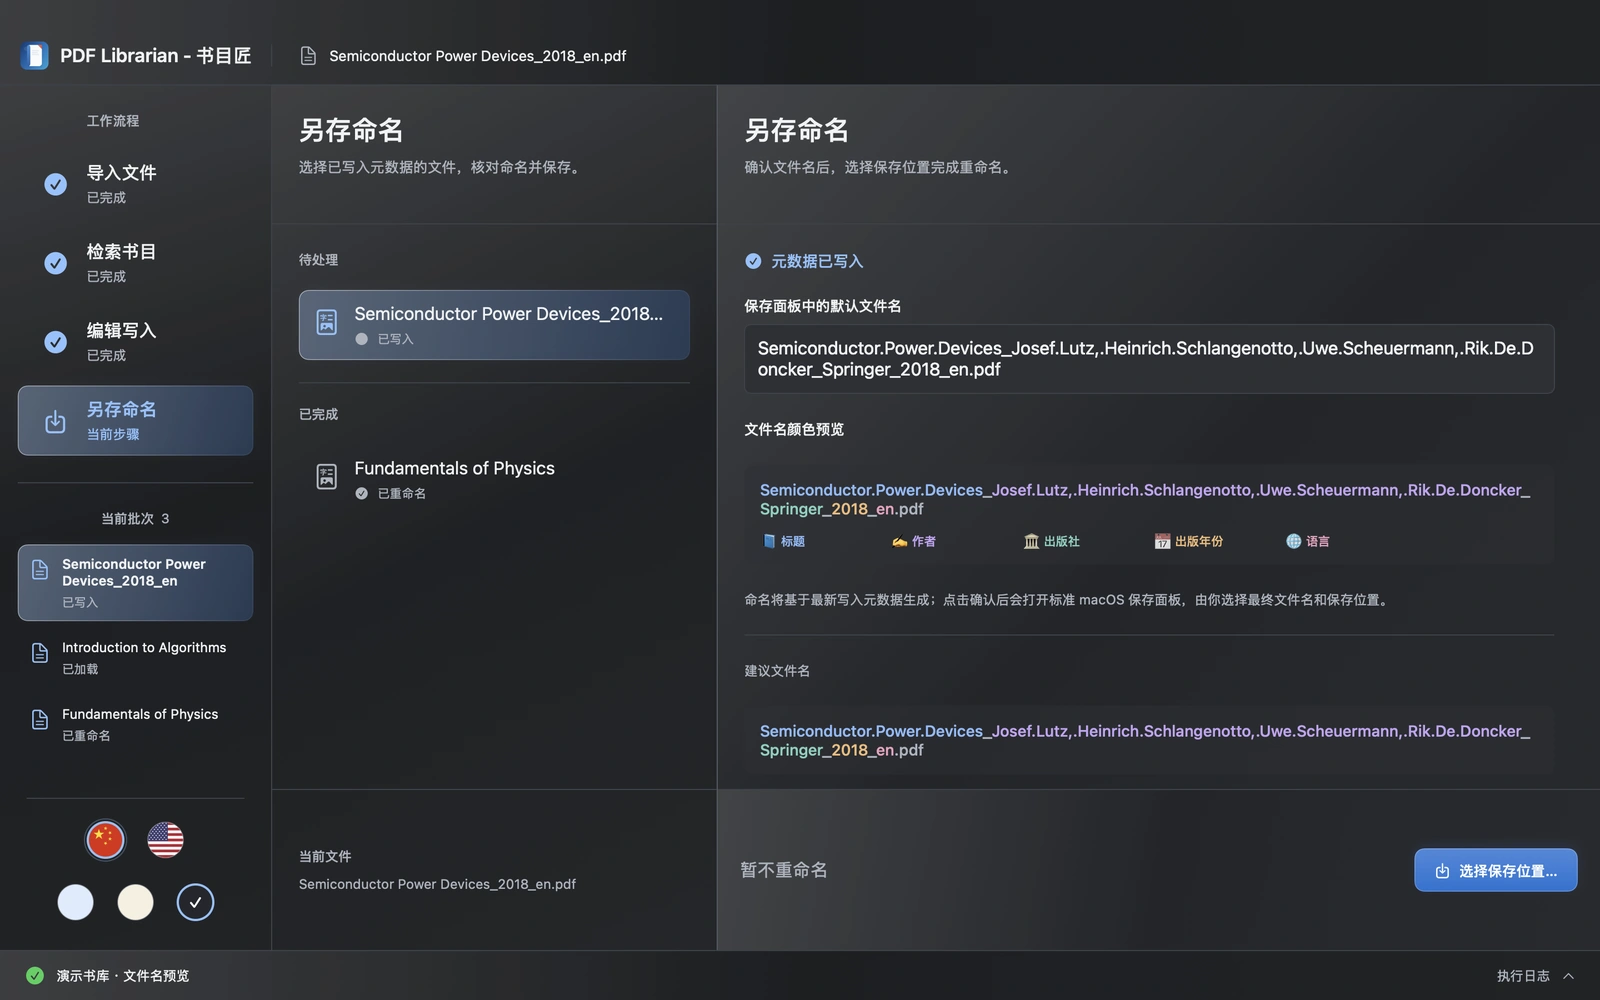 PDF Librarian - 书目匠
Semiconductor Power Devices_2018_en.pdf
工作流程
导入文件
已完成
检索书目
已完成
编辑写入
已完成
另存命名
当前步骤
当前批次 3
Semiconductor Power
Devices_2018_en
已写入
Introduction to Algorithms
已加载
Fundamentals of Physics
已重命名
另存命名
选择已写入元数据的文件，核对命名并保存。
待处理
Semiconductor Power Devices_2018...
已写入
已完成
Fundamentals of Physics
已重命名
当前文件
Semiconductor Power Devices_2018_en.pdf
另存命名
确认文件名后，选择保存位置完成重命名。
元数据已写入
保存面板中的默认文件名
Semiconductor.Power.Devices_Josef.Lutz,.Heinrich.Schlangenotto,.Uwe.Scheuermann,.Rik.De.D
oncker_Springer_2018_en.pdf
文件名颜色预览
Semiconductor.Power.Devices_Josef.Lutz,.Heinrich.Schlangenotto,.Uwe.Scheuermann,.Rik.De.Doncker_
Springer_2018_en.pdf
标题 作者 出版社 出版年份 语言
命名将基于最新写入元数据生成；点击确认后会打开标准 macOS 保存面板，由你选择最终文件名和保存位置。
建议文件名
Semiconductor.Power.Devices_Josef.Lutz,.Heinrich.Schlangenotto,.Uwe.Scheuermann,.Rik.De.Doncker_
Springer_2018_en.pdf
暂不重命名
选择保存位置...
演示书库 · 文件名预览
执行日志